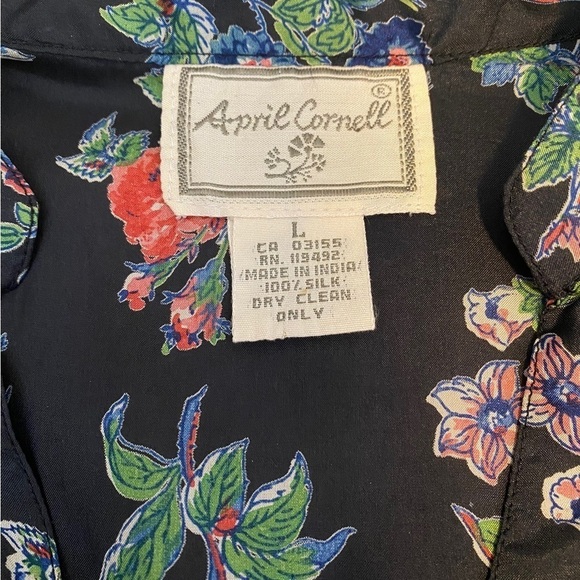 April Cornell ®
L
CA 03155
RN. 119492
MADE IN INDIA
100% SILK
DRY CLEAN
ONLY